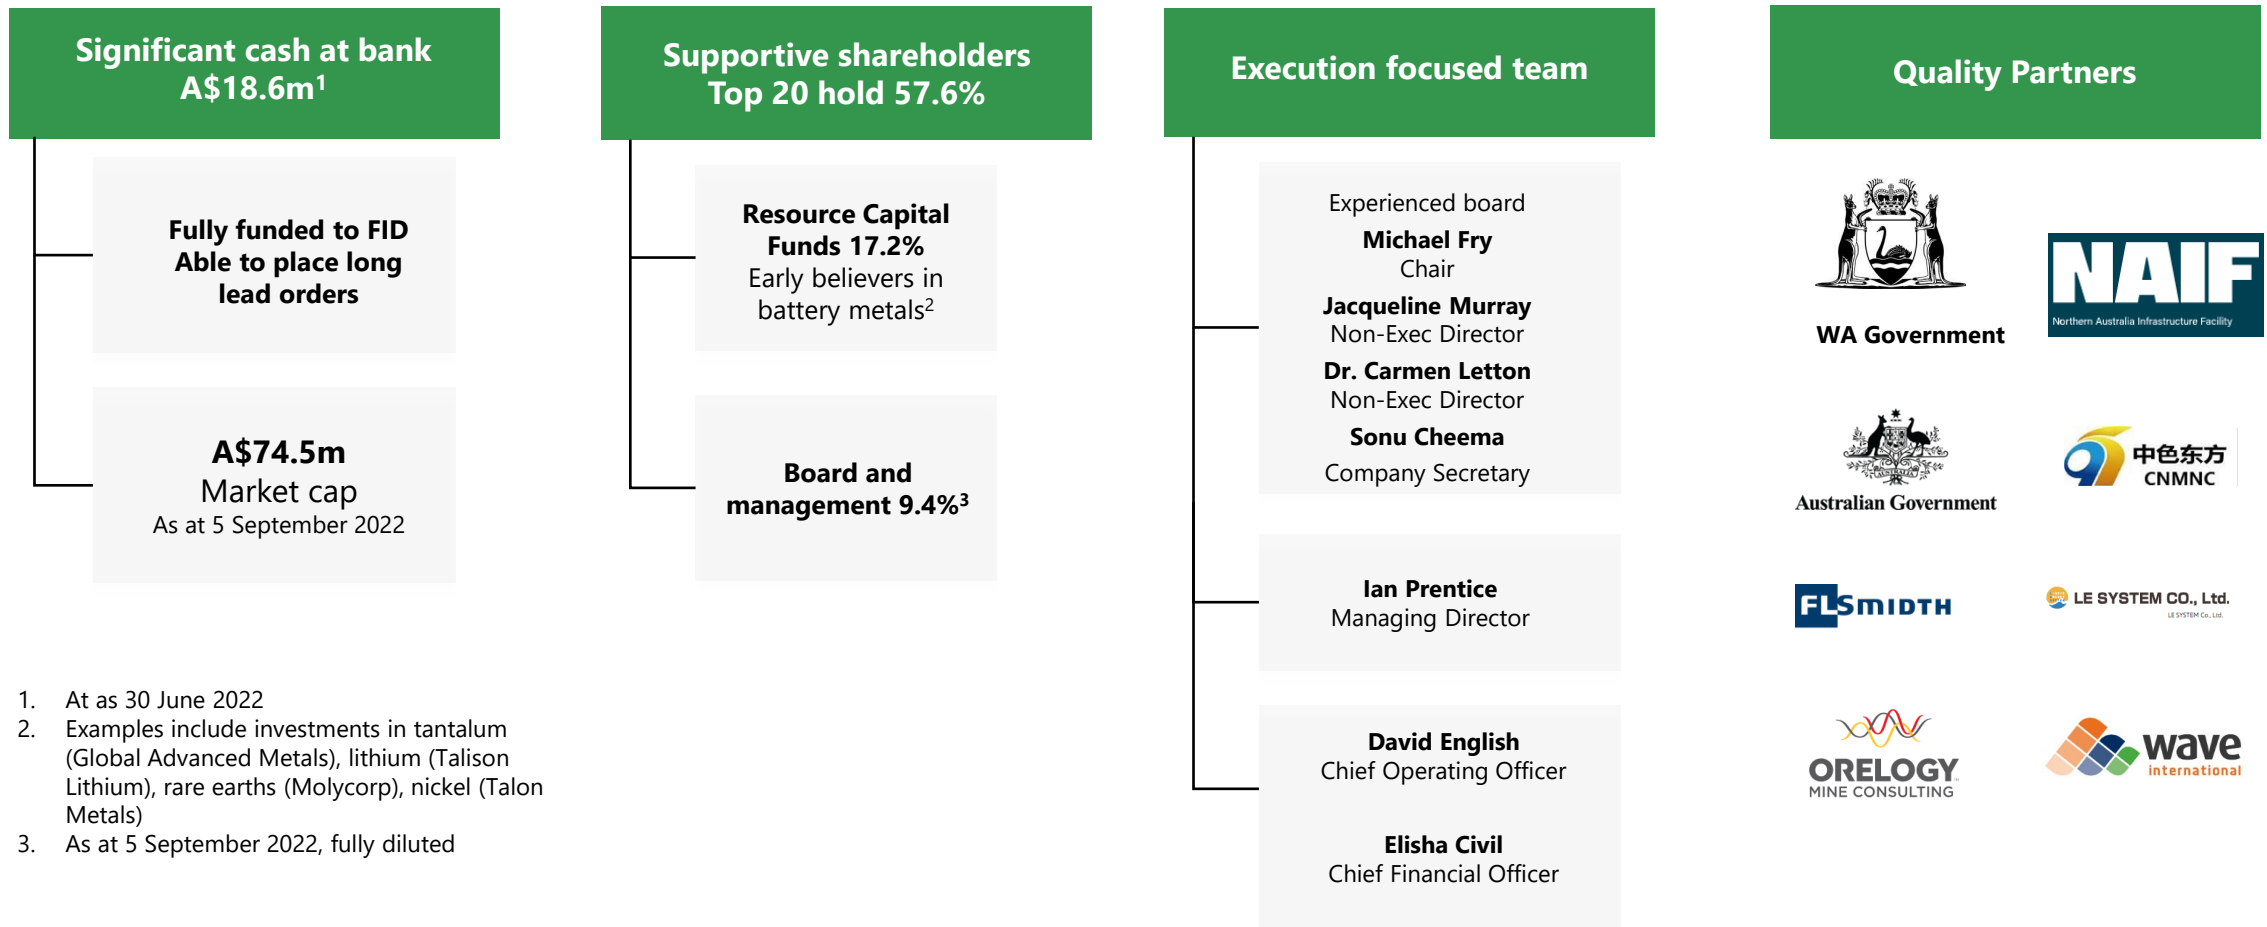 Significant cash at bank
A$18.6m1
Fully funded to FID
Able to place long
lead orders
A$74.5m
Market cap
As at 5 September 2022
Supportive shareholders
Top 20 hold 57.6%
Resource Capital
Funds 17.2%
Early believers in
battery metals2
Board and
management 9.4%3
Execution focused team
Experienced board
Michael Fry
Chair
Jacqueline Murray
Non-Exec Director
Dr. Carmen Letton
Non-Exec Director
Sonu Cheema
Company Secretary
Ian Prentice
Managing Director
David English
Chief Operating Officer
Elisha Civil
Chief Financial Officer
Quality Partners
WA Government
NAIF
Northern Australia Infrastructure Facility
AUSTRALIA
Australian Government
中色东方
CNMNC
FLSMIDTH
LE SYSTEM CO., Ltd.
LE SYSTEM Co., Ltd.
ORELOGY
MINE CONSULTING
wave
international
1. At as 30 June 2022
2. Examples include investments in tantalum
(Global Advanced Metals), lithium (Talison
Lithium), rare earths (Molycorp), nickel (Talon
Metals)
3. As at 5 September 2022, fully diluted